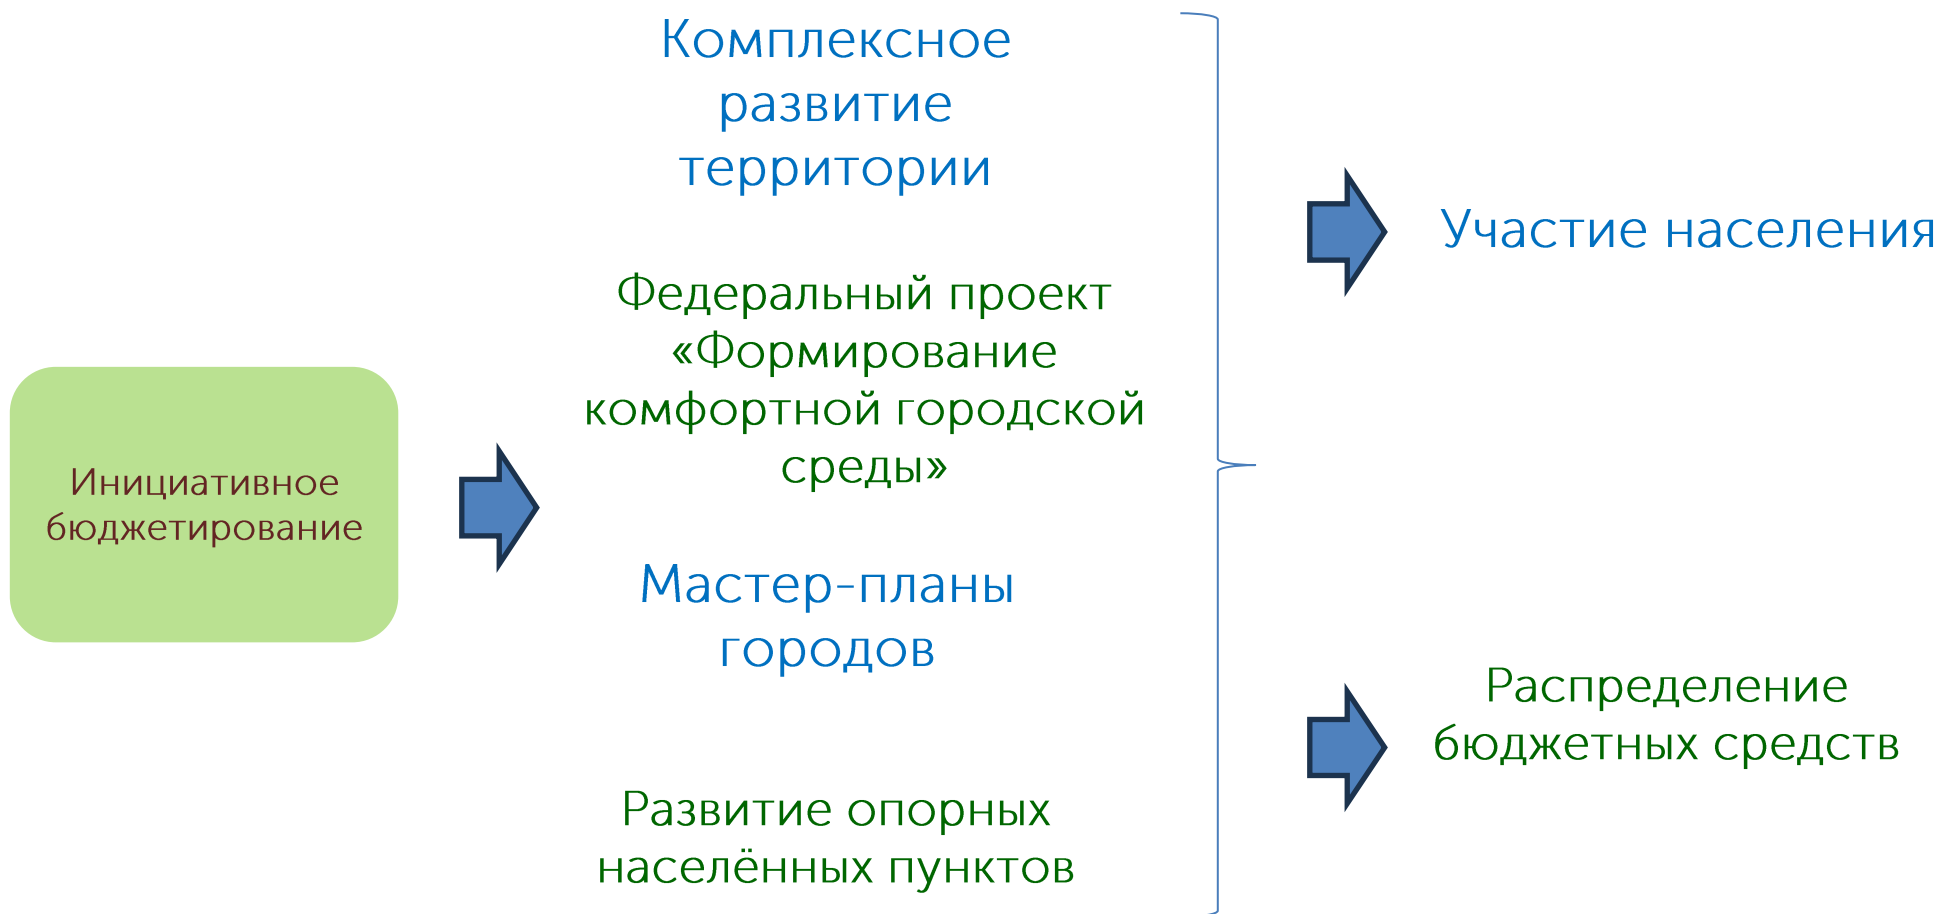 Инициативное
бюджетирование
Комплексное
развитие
территории
Федеральный проект
«Формирование
комфортной городской
среды»
Мастер-планы
городов
Развитие опорных
населённых пунктов
Участие населения
Распределение
бюджетных средств